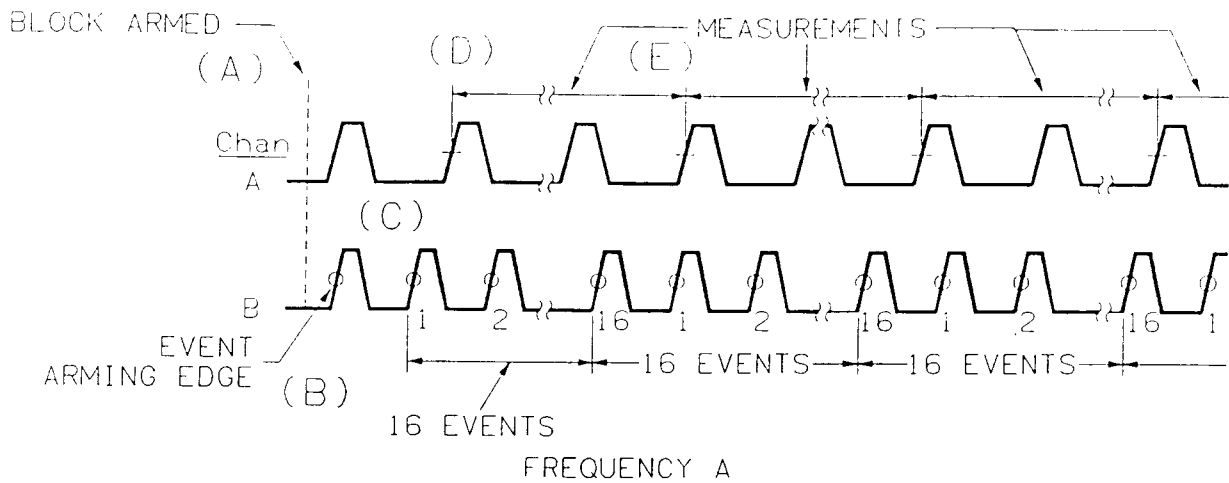 BLOCK ARMED
(A)
(D)
MEASUREMENTS
(E)
Chan
A
(C)
B
1 2 16 1 2 16 1 2 16 1
EVENT
ARMING EDGE
(B)
16 EVENTS 16 EVENTS
16 EVENTS
FREQUENCY A